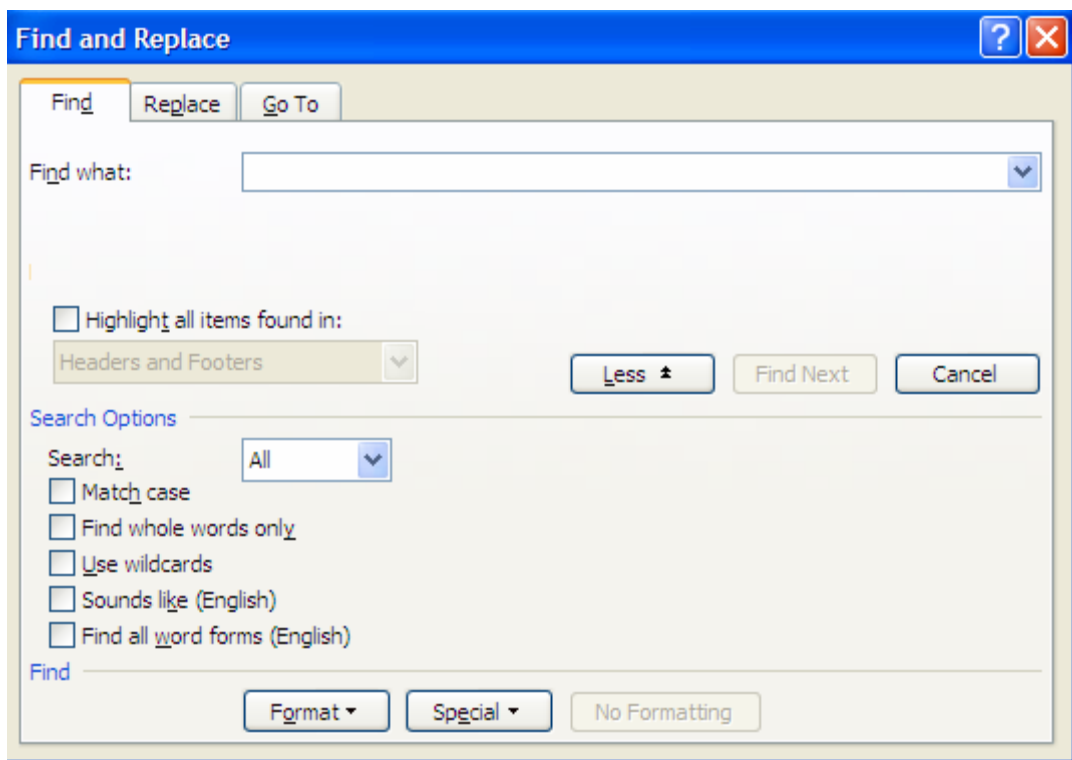 Find and Replace
Find Replace Go To
Find what:
Highlight all items found in:
Headers and Footers
Less Find Next Cancel
Search Options
Search: All
Match case
Find whole words only
Use wildcards
Sounds like (English)
Find all word forms (English)
Find
Format Special No Formatting